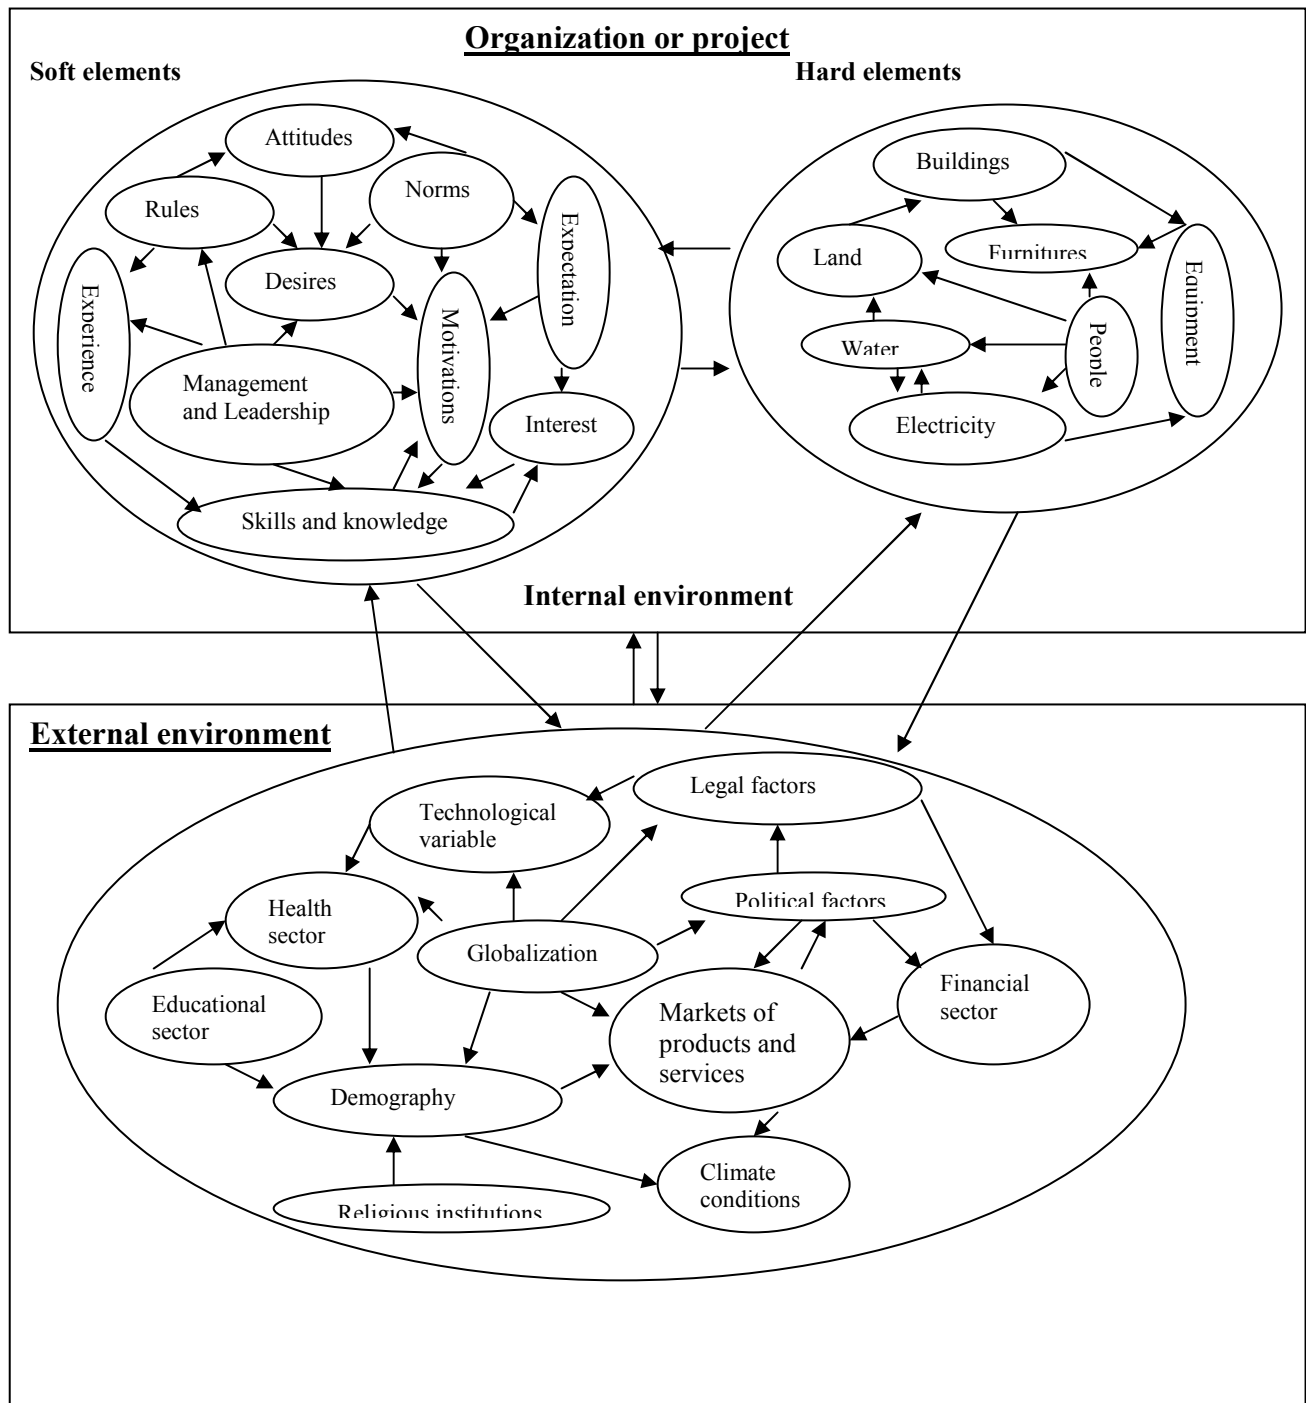 Organization or project
Soft elements
Hard elements
Attitudes
Norms
Rules
Expectation
Desires
Experience
Motivations
Management
and Leadership
Interest
Skills and knowledge
Buildings
Land
Furnitures
Equipment
People
Water
Electricity
Internal environment
External environment
Legal factors
Technological
variable
Political factors
Health
sector
Globalization
Financial
sector
Educational
sector
Markets of
products and
services
Demography
Climate
conditions
Religious institutions